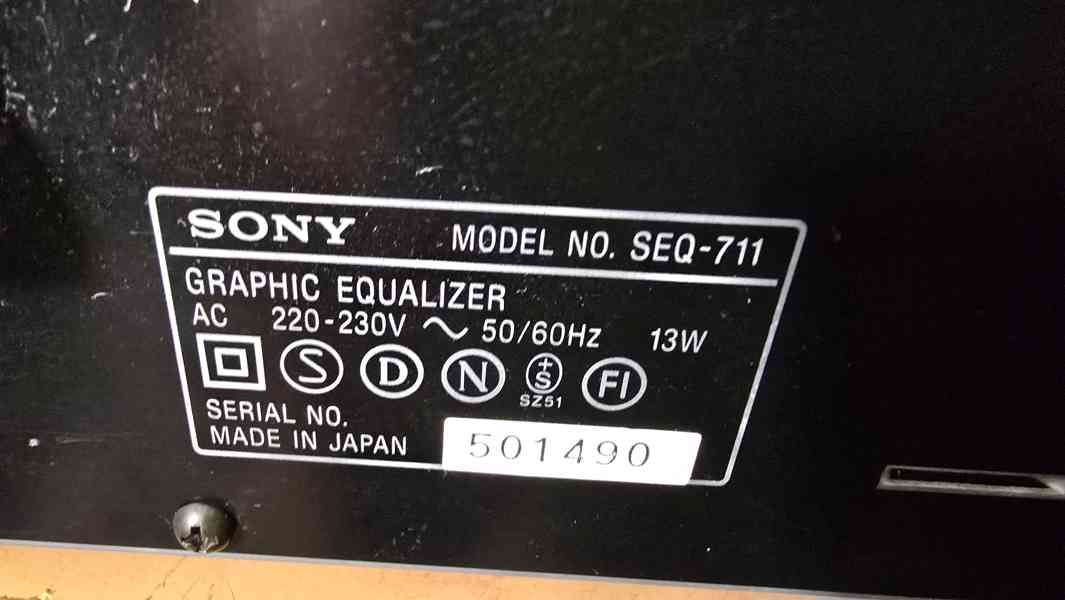 SONY MODEL NO. SEQ-711
GRAPHIC EQUALIZER
AC 220-230V ~ 50/60Hz 13W
S D N +S FI
SZ51
SERIAL NO.
MADE IN JAPAN 501490